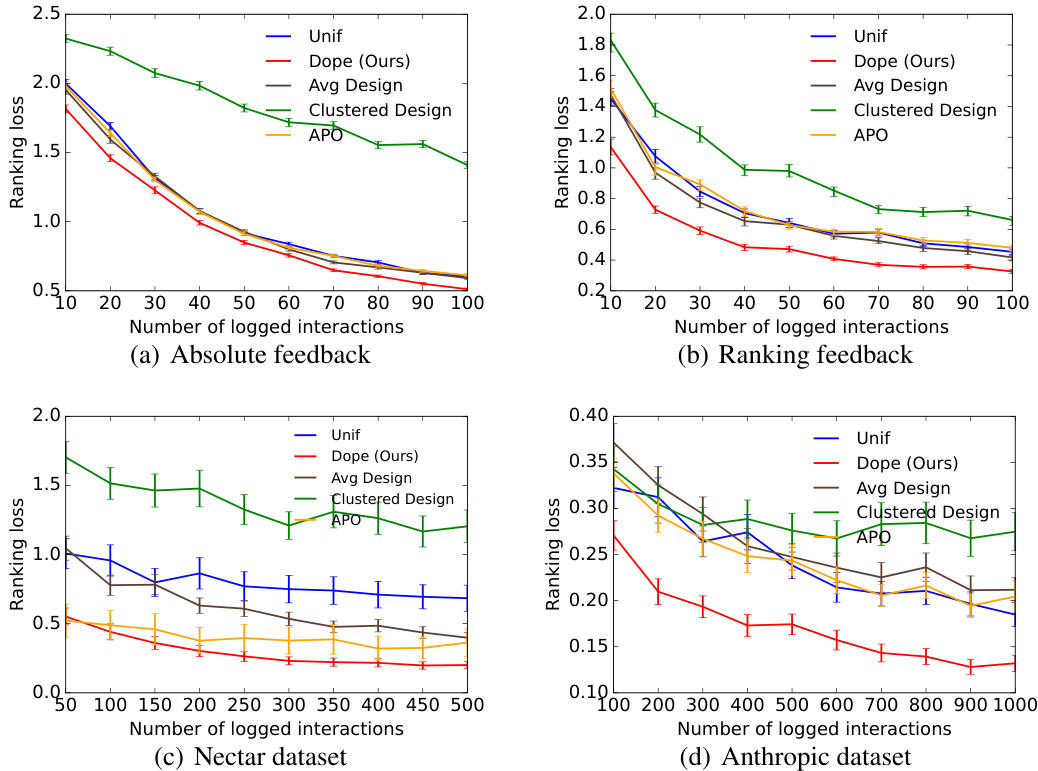 2.5
2.0
1.5
1.0
0.5
Ranking loss
Unif
Dope (Ours)
Avg Design
Clustered Design
APO
10 20 30 40 50 60 70 80 90 100
Number of logged interactions
(a) Absolute feedback
2.0
1.8
1.6
1.4
1.2
1.0
0.8
0.6
0.4
0.2
Ranking loss
Unif
Dope (Ours)
Avg Design
Clustered Design
APO
10 20 30 40 50 60 70 80 90 100
Number of logged interactions
(b) Ranking feedback
2.0
1.5
1.0
0.5
0.0
Ranking loss
Unif
Dope (Ours)
Avg Design
Clustered Design
APO
50 100 150 200 250 300 350 400 450 500
Number of logged interactions
(c) Nectar dataset
0.40
0.35
0.30
0.25
0.20
0.15
0.10
Ranking loss
Unif
Dope (Ours)
Avg Design
Clustered Design
APO
100 200 300 400 500 600 700 800 900 1000
Number of logged interactions
(d) Anthropic dataset